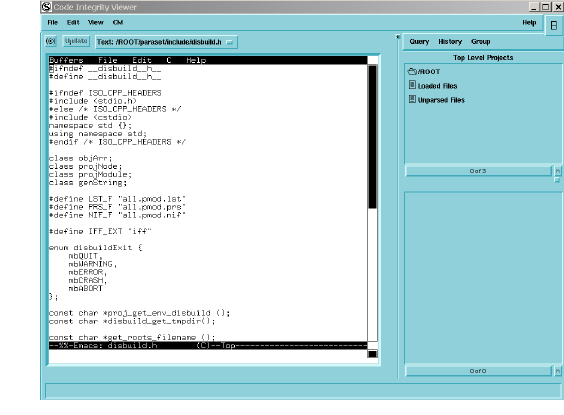 Code Integrity Viewer
File Edit View CM Help
Update Text: /ROOT/paraset/include/disbuild.h
Buffers File Edit C Help
#ifndef __disbuild__h__
#define __disbuild__h__
#ifndef ISO_CPP_HEADERS
#include <stdio.h>
#else /* ISO_CPP_HEADERS */
#include <cstdio>
namespace std {};
using namespace std;
#endif /* ISO_CPP_HEADERS */
class objArr;
class projNode;
class projModule;
class genString;
#define LST_F "all.pmod.lst"
#define PRS_F "all.pmod.prs"
#define NIF_F "all.pmod.nif"
#define IFF_EXT "iff"
enum disbuildExit {
mbQUIT,
mbWARNING,
mbERROR,
mbCRASH,
mbABORT
};
const char *proj_get_env_disbuild ();
const char *disbuild_get_tmpdir();
const char *get_roots_filename ();
--%%-Emacs: disbuild.h (C)--Top--------------------------
Query History Group
Top Level Projects
/ROOT
Loaded Files
Unparsed Files
0 of 3
0 of 0